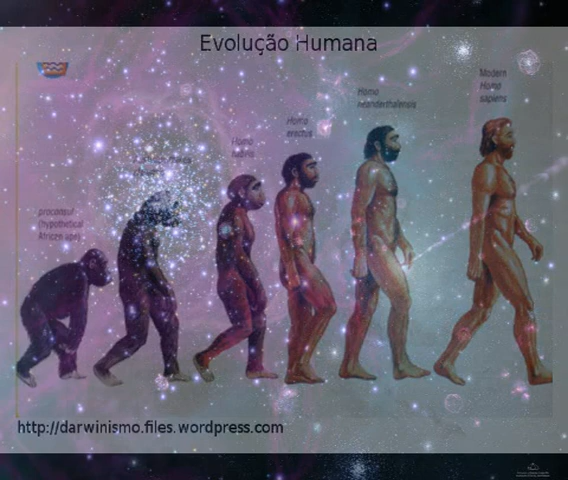 Evolução Humana
Modern
Homo
sapiens
Homo
neanderthalensis
Homo
erectus
Homo
habilis
proconsul
(hypothetical
African ape)
http://darwinismo.files.wordpress.com